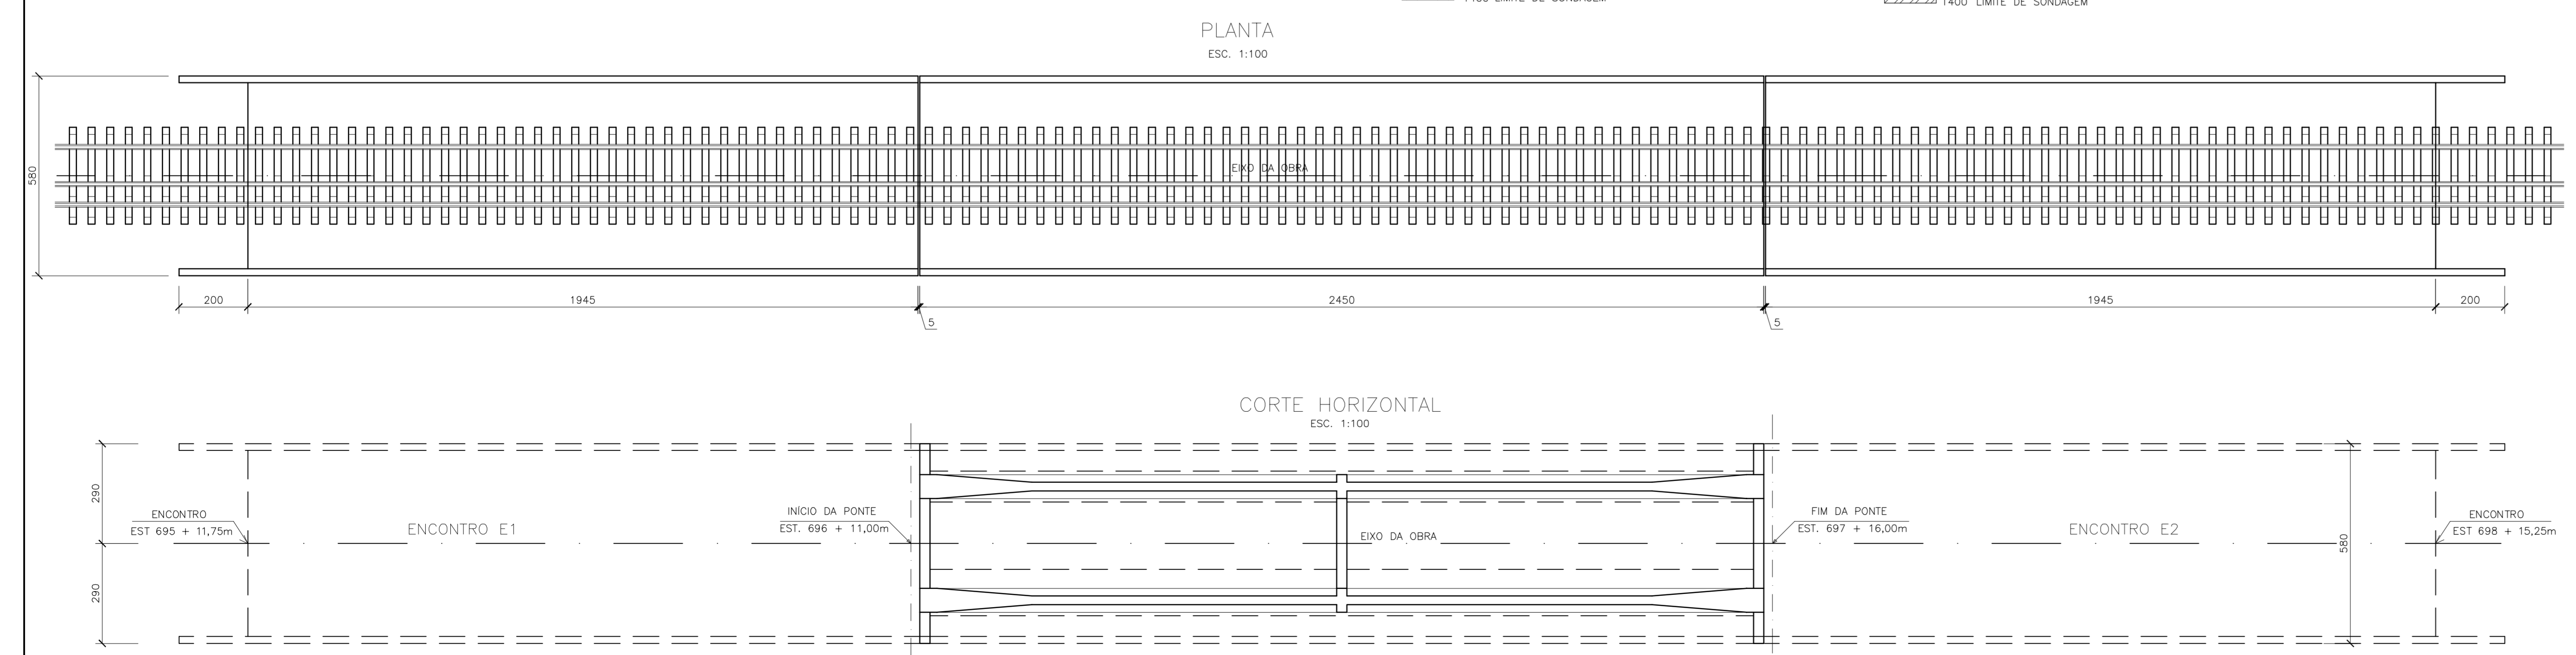 1400 LIMITE DE SONDAGEM
1400 LIMITE DE SONDAGEM
PLANTA
ESC. 1:100
580
EIXO DA OBRA
200
1945
2450
1945
200
5
5
CORTE HORIZONTAL
ESC. 1:100
290
290
ENCONTRO
EST 695 + 11,75m
ENCONTRO E1
INÍCIO DA PONTE
EST. 696 + 11,00m
EIXO DA OBRA
FIM DA PONTE
EST. 697 + 16,00m
ENCONTRO E2
580
ENCONTRO
EST 698 + 15,25m